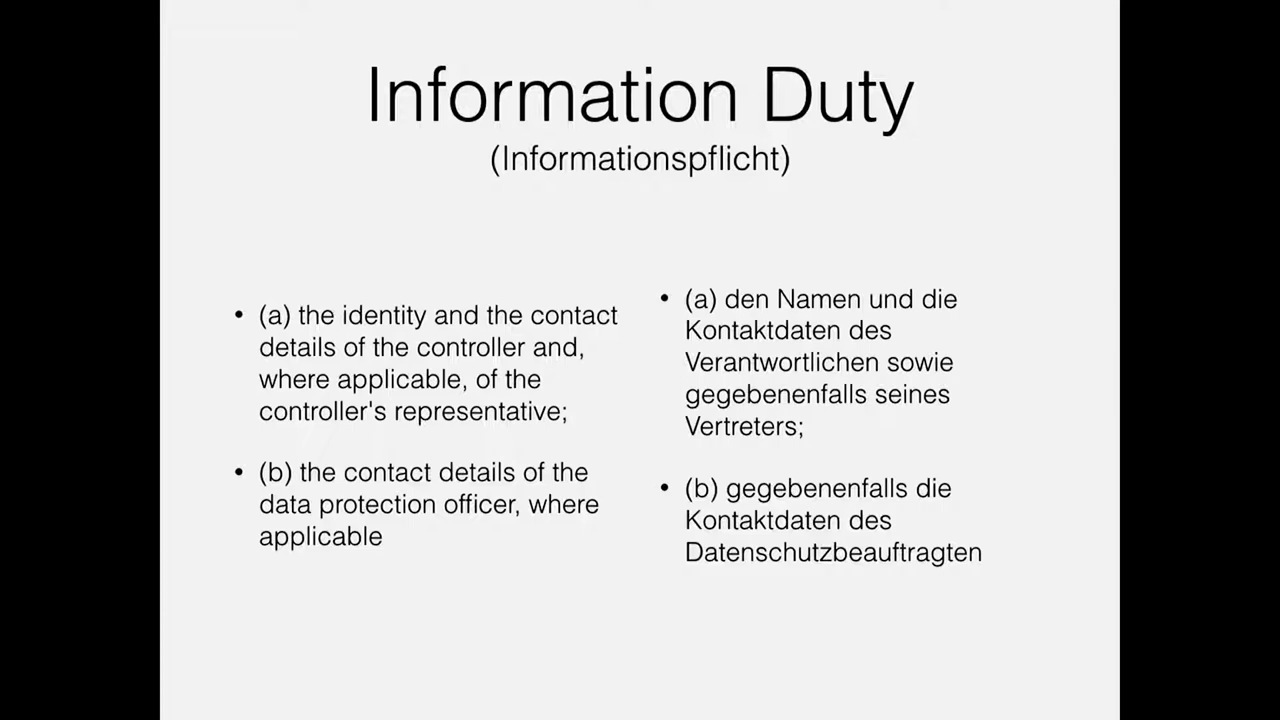 Information Duty
(Informationspflicht)
• (a) the identity and the contact
details of the controller and,
where applicable, of the
controller's representative;
• (b) the contact details of the
data protection officer, where
applicable
• (a) den Namen und die
Kontaktdaten des
Verantwortlichen sowie
gegebenenfalls seines
Vertreters;
• (b) gegebenenfalls die
Kontaktdaten des
Datenschutzbeauftragten